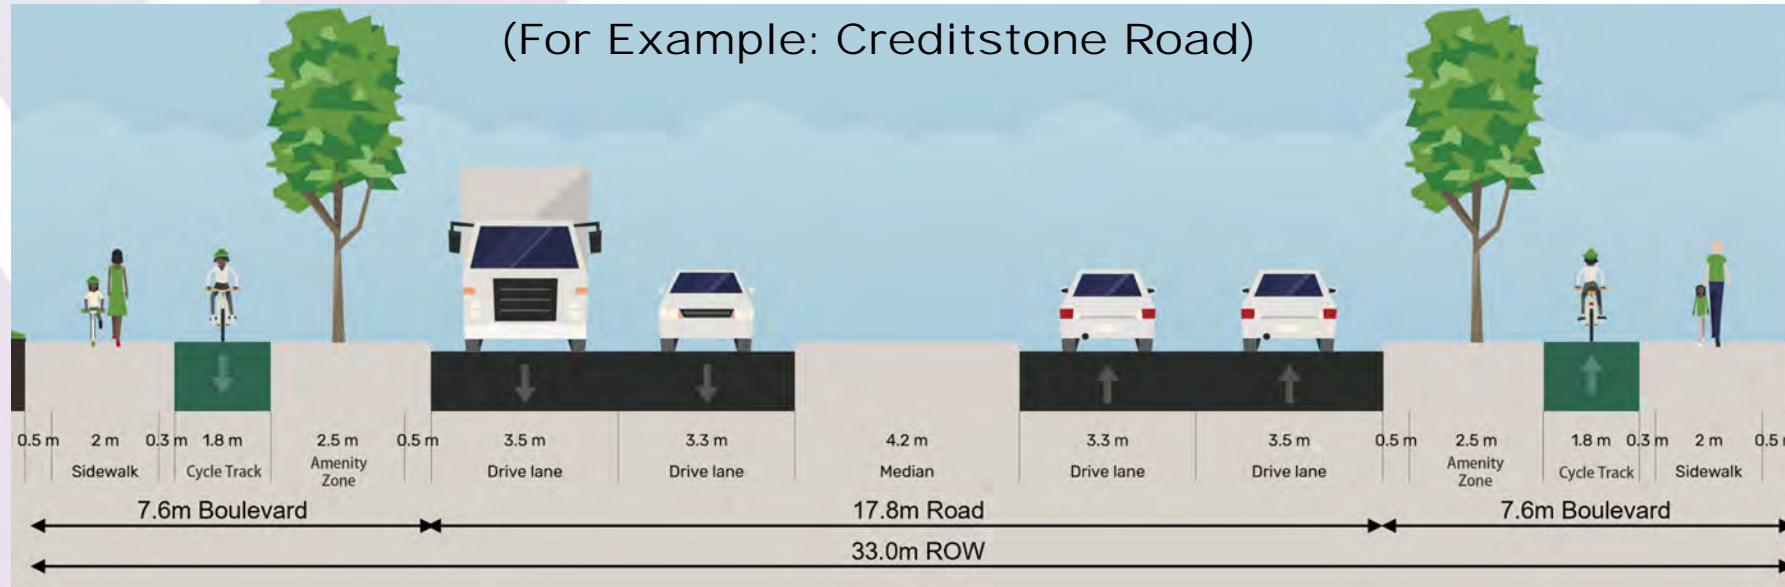 (For Example: Creditstone Road)
0.5 m 2 m 0.3 m 1.8 m 2.5 m 0.5 m 3.5 m 3.3 m 4.2 m 3.3 m 3.5 m 0.5 m 2.5 m 1.8 m 0.3 m 2 m 0.5 m
Sidewalk Cycle Track Amenity Zone Drive lane Drive lane Median Drive lane Drive lane Amenity Zone Cycle Track Sidewalk
7.6m Boulevard 17.8m Road 7.6m Boulevard
33.0m ROW